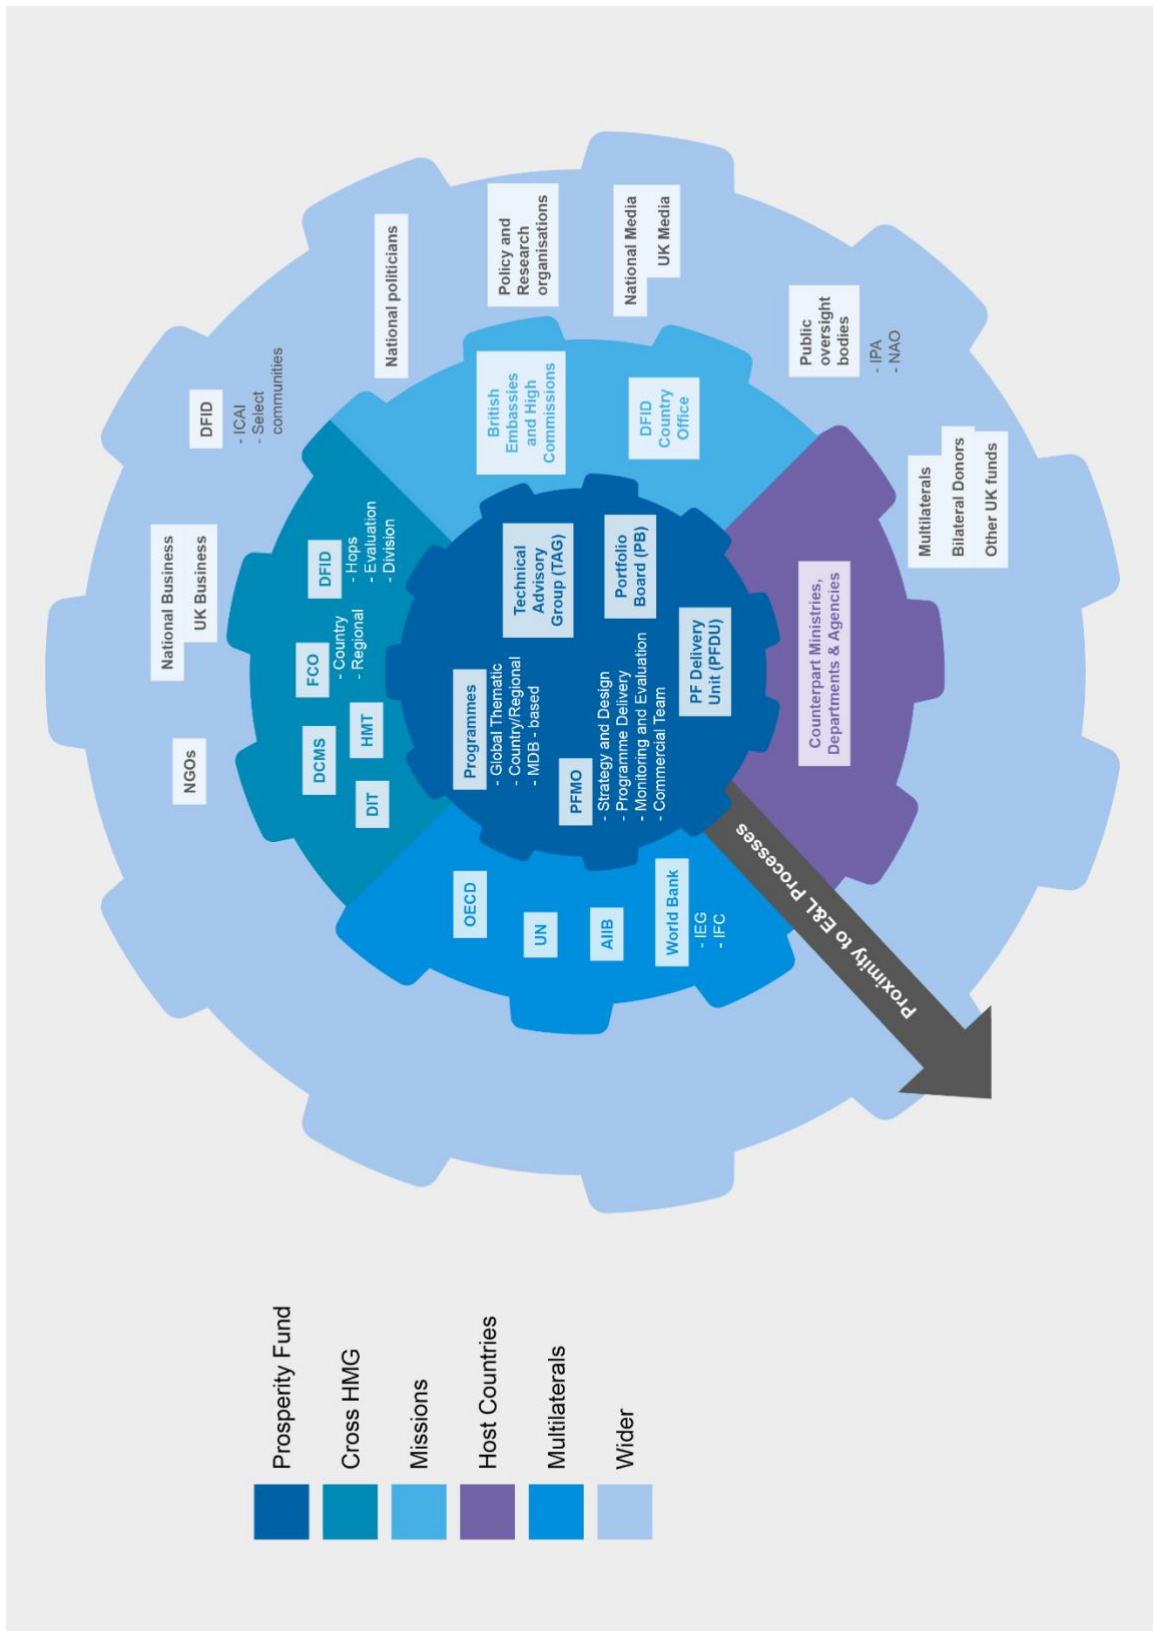 Prosperity Fund
Cross HMG
Missions
Host Countries
Multilaterals
Wider
NGOs
National Business
UK Business
DFID
- ICAI
- Select
communities
National politicians
Policy and
Research
organisations
National Media
UK Media
Public
oversight
bodies
- IPA
- NAO
Multilaterals
Bilateral Donors
Other UK funds
DIT
DCMS
HMT
FCO
- Country
- Regional
DFID
- Hops
- Evaluation
- Division
British
Embassies
and High
Commissions
DFID
Country
Office
Counterpart Ministries,
Departments & Agencies
OECD
UN
AIIB
World Bank
- IEG
- IFC
Programmes
- Global Thematic
- Country/Regional
- MDB - based
Technical
Advisory
Group (TAG)
PFMO
- Strategy and Design
- Programme Delivery
- Monitoring and Evaluation
- Commercial Team
Portfolio
Board (PB)
PF Delivery
Unit (PFDU)
Proximity to E&L Processes